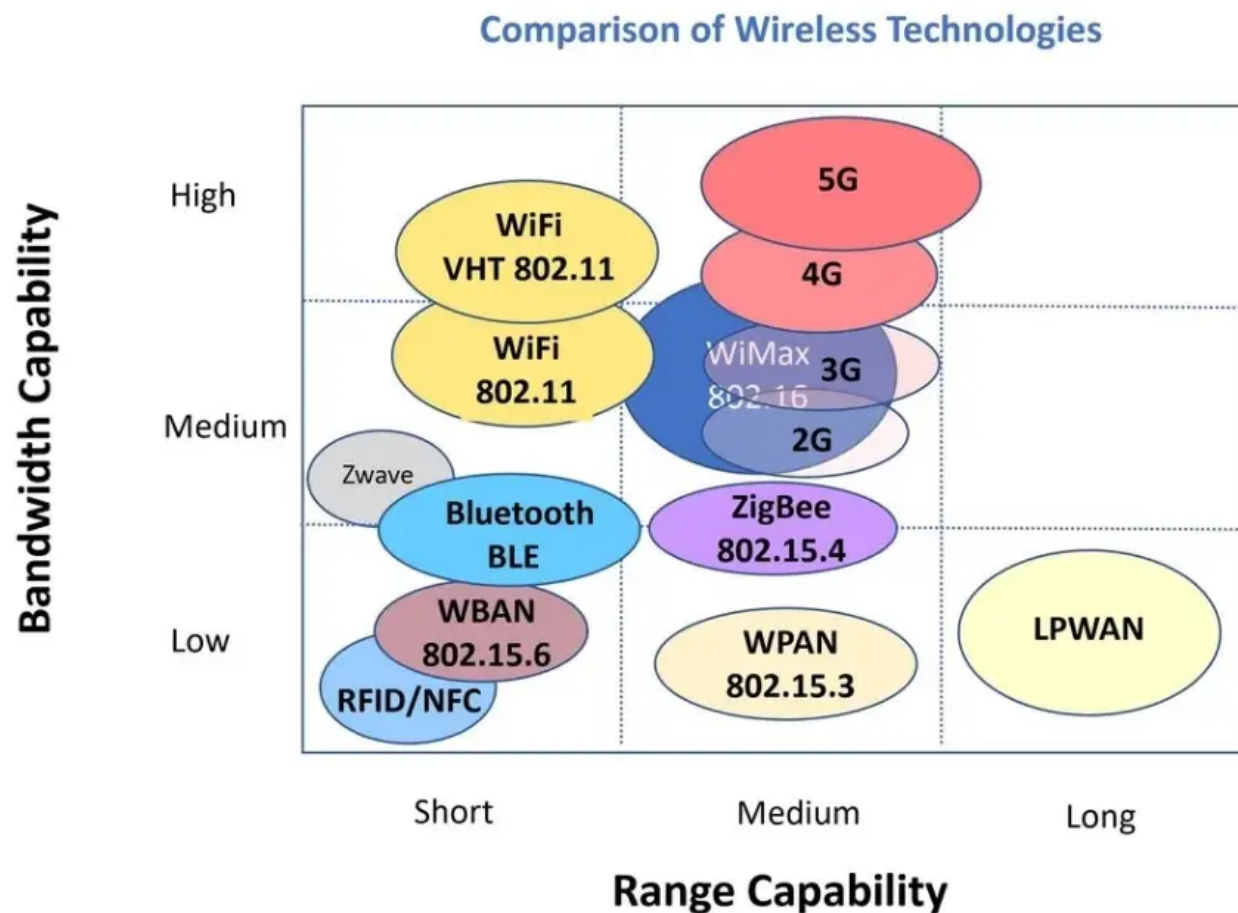 Comparison of Wireless Technologies
Bandwidth Capability
High
Medium
Low
5G
WiFi
VHT 802.11
4G
WiFi
802.11
WiMax
802.16
3G
2G
Zwave
Bluetooth
BLE
ZigBee
802.15.4
WBAN
802.15.6
RFID/NFC
WPAN
802.15.3
LPWAN
Short
Medium
Long
Range Capability